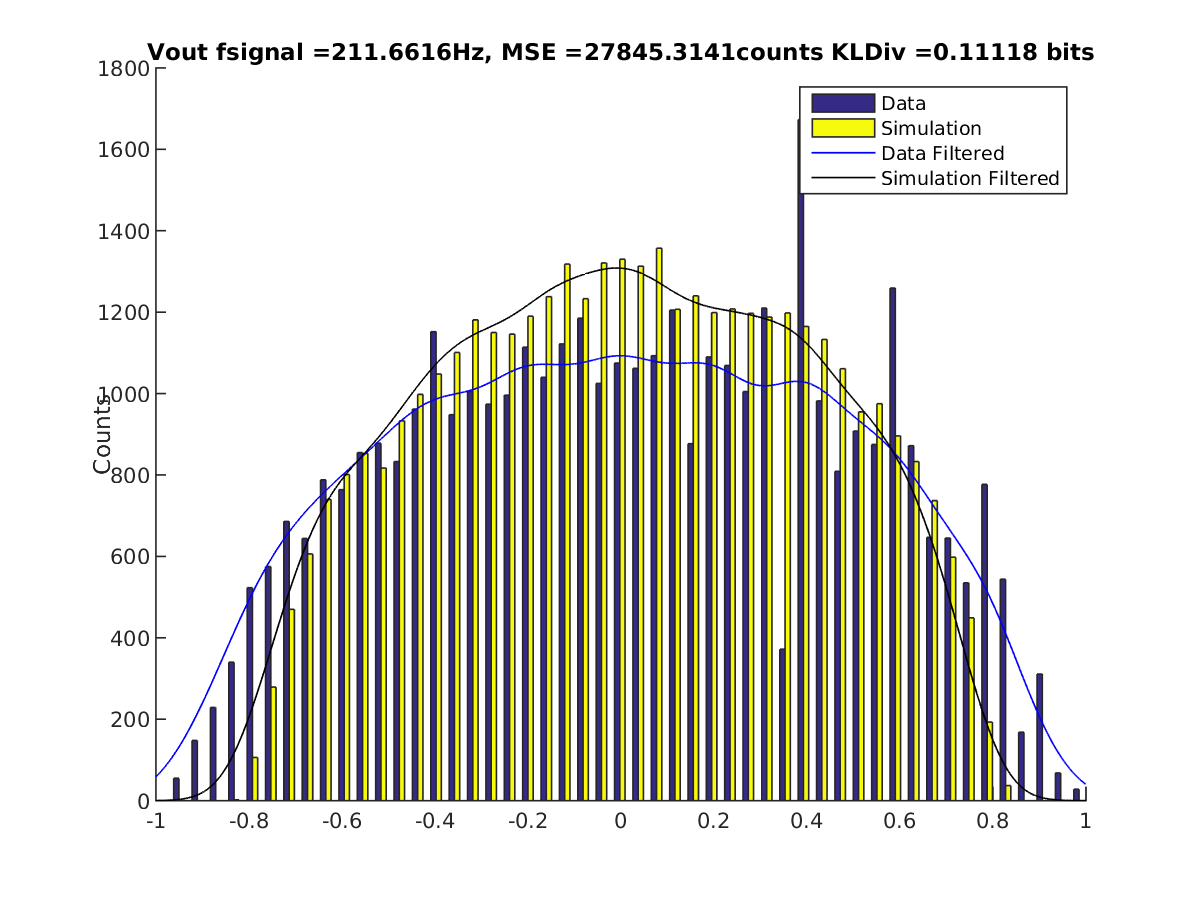 Vout fsignal =211.6616Hz, MSE =27845.3141counts KLDiv =0.11118 bits
1800
1600
1400
1200
1000
800
600
400
200
0
Counts
Data
Simulation
Data Filtered
Simulation Filtered
-1 -0.8 -0.6 -0.4 -0.2 0 0.2 0.4 0.6 0.8 1